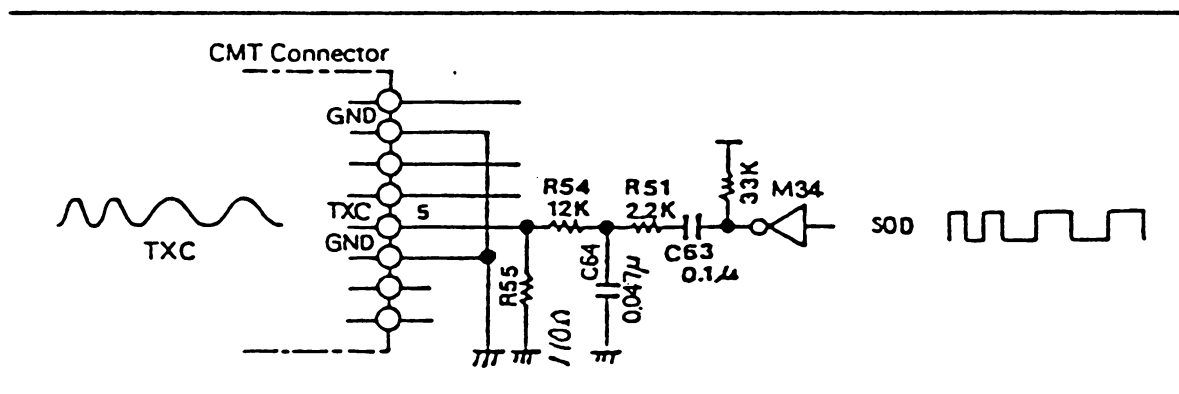 CMT Connector
GND
TXC 5
GND
TXC
R54
12K
R51
2.2K
33K
M34
C63
0.1μ
C64
0.047μ
R55
110Ω
SOD